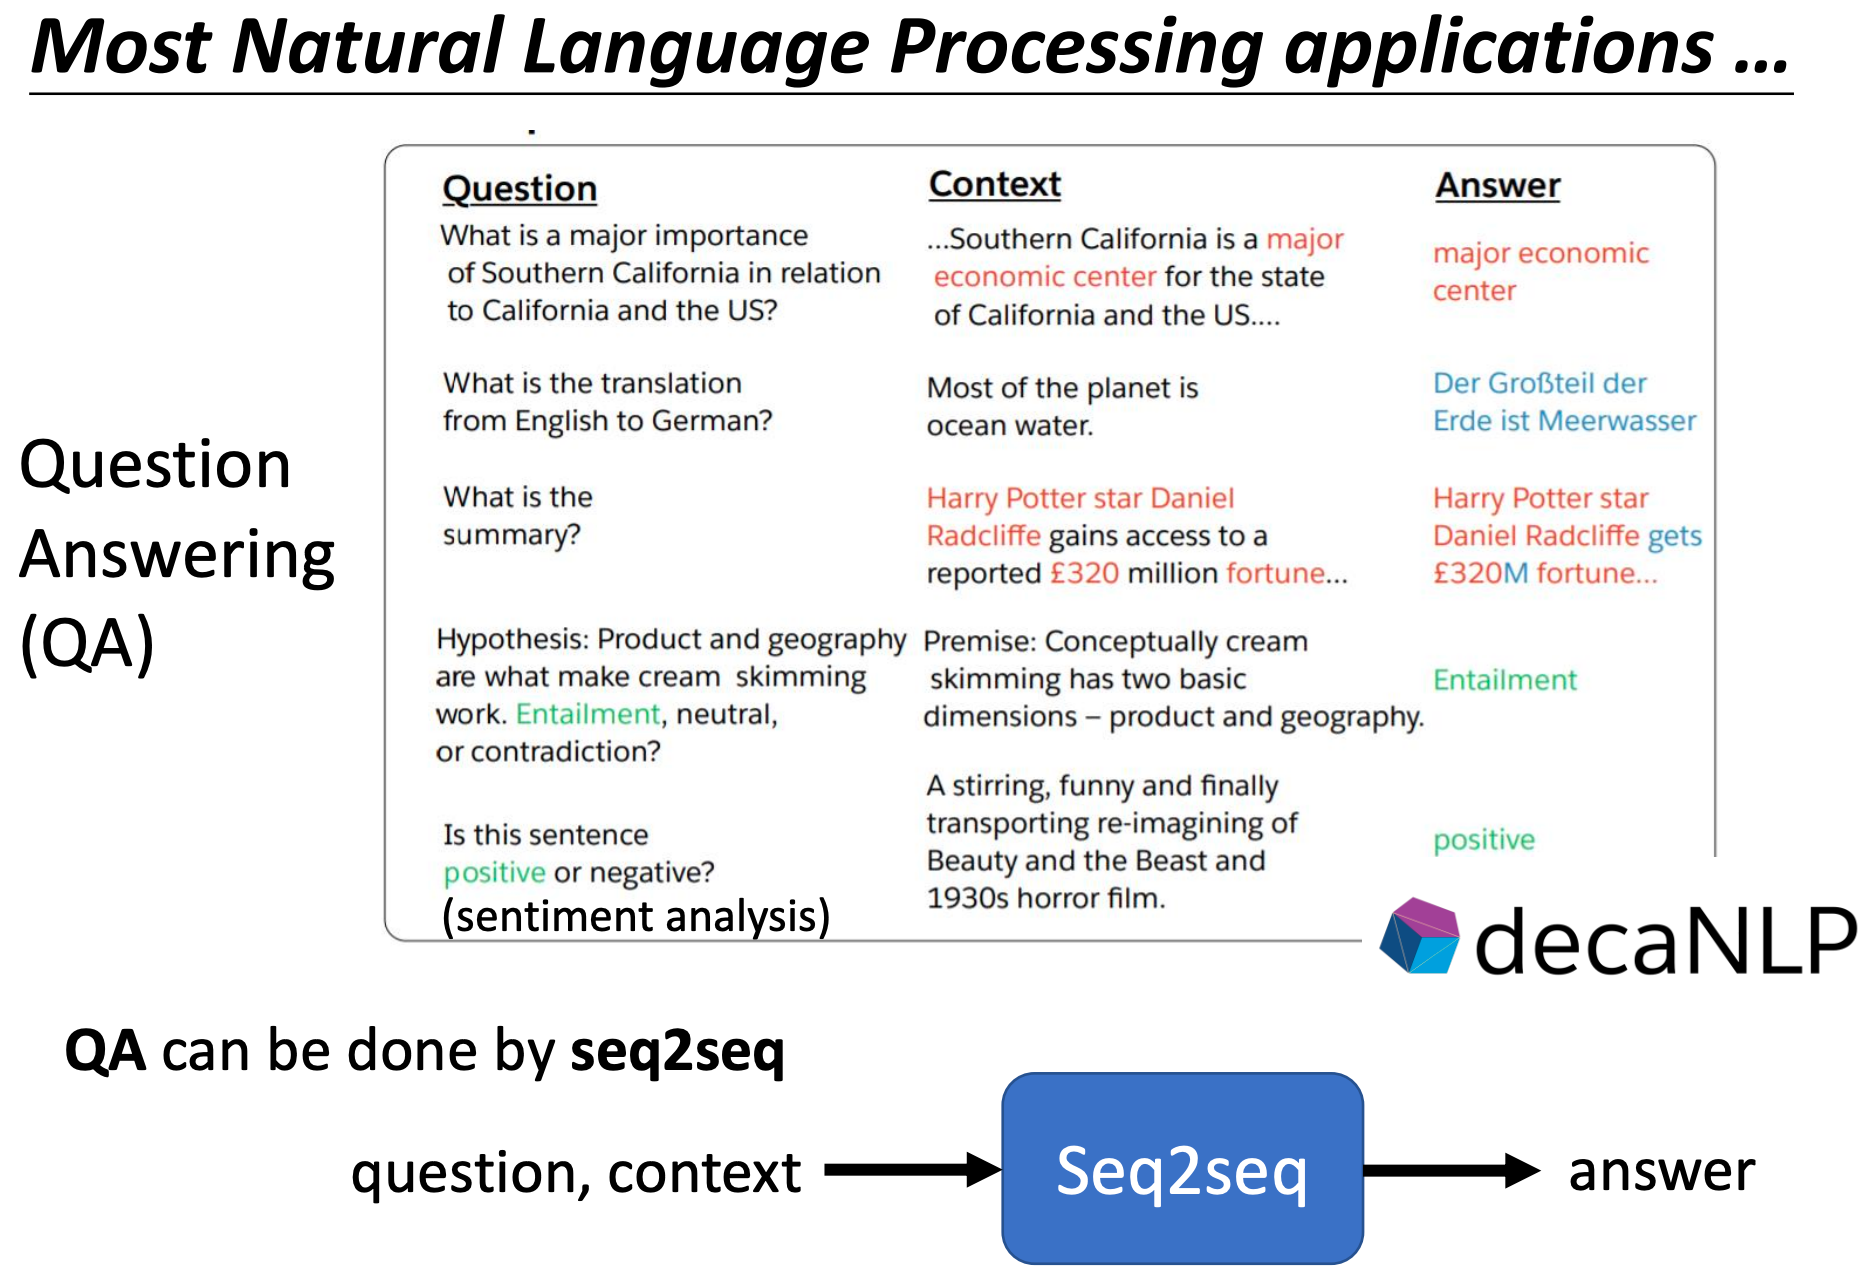 Most Natural Language Processing applications ...
Question
Answering
(QA)
Question
What is a major importance
of Southern California in relation
to California and the US?
What is the translation
from English to German?
What is the
summary?
Hypothesis: Product and geography
are what make cream skimming
work. Entailment, neutral,
or contradiction?
Is this sentence
positive or negative?
(sentiment analysis)
Context
...Southern California is a major
economic center for the state
of California and the US....
Most of the planet is
ocean water.
Harry Potter star Daniel
Radcliffe gains access to a
reported £320 million fortune...
Premise: Conceptually cream
skimming has two basic
dimensions – product and geography.
A stirring, funny and finally
transporting re-imagining of
Beauty and the Beast and
1930s horror film.
Answer
major economic
center
Der Großteil der
Erde ist Meerwasser
Harry Potter star
Daniel Radcliffe gets
£320M fortune...
Entailment
positive
decaNLP
QA can be done by seq2seq
question, context
Seq2seq
answer